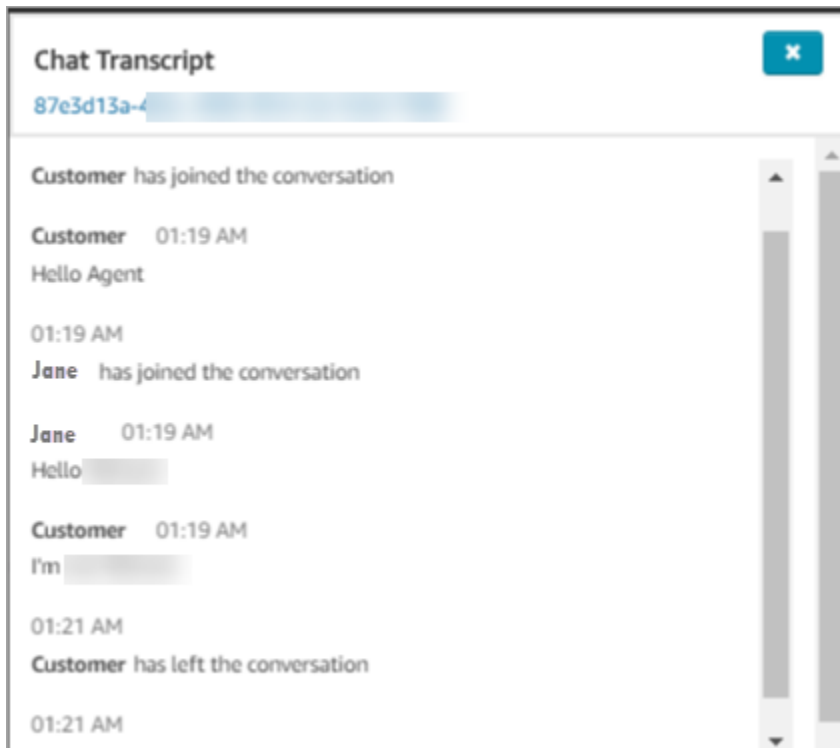 Chat Transcript
87e3d13a-4
Customer has joined the conversation
Customer 01:19 AM
Hello Agent
01:19 AM
Jane has joined the conversation
Jane 01:19 AM
Hello
Customer 01:19 AM
I'm
01:21 AM
Customer has left the conversation
01:21 AM